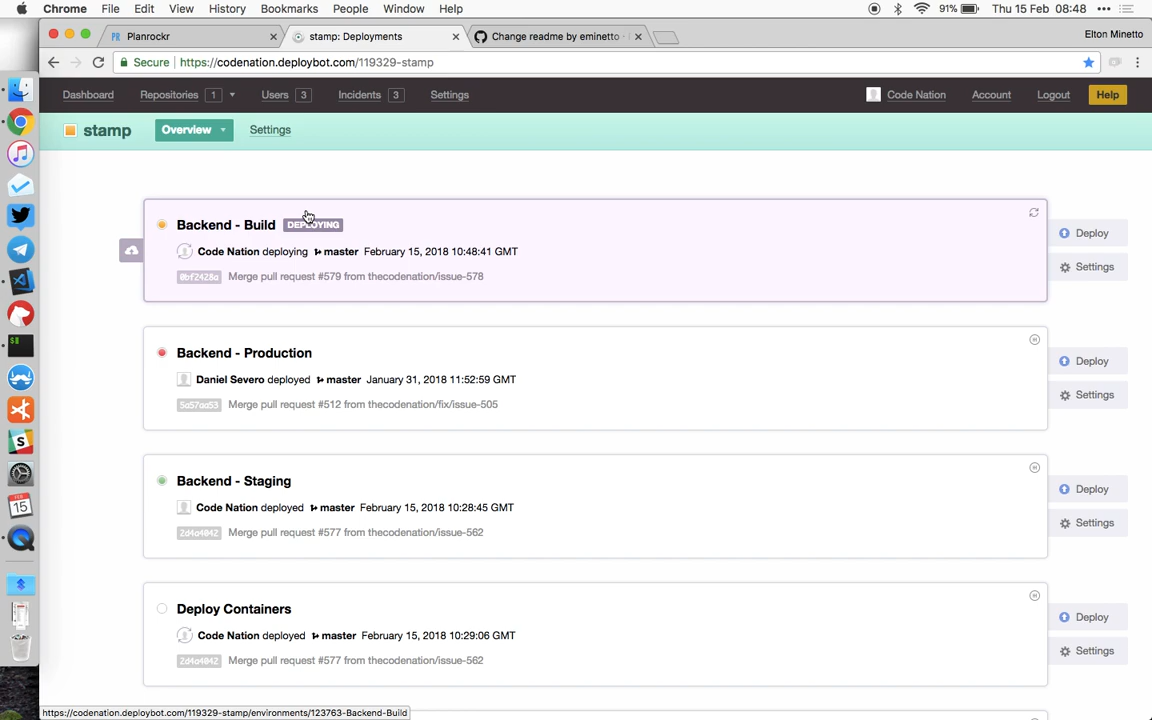 Chrome File Edit View History Bookmarks People Window Help 91% Thu 15 Feb 08:48
Planrockr stamp: Deployments Change readme by eminetto Elton Minetto
Secure https://codenation.deploybot.com/119329-stamp
Dashboard Repositories 1 Users 3 Incidents 3 Settings Code Nation Account Logout Help
stamp Overview Settings
Backend - Build DEPLOYING
Deploy
Code Nation deploying master February 15, 2018 10:48:41 GMT
Settings
0bf2428a Merge pull request #579 from thecodenation/issue-578
Backend - Production
Deploy
Daniel Severo deployed master January 31, 2018 11:52:59 GMT
Settings
5a57aa53 Merge pull request #512 from thecodenation/fix/issue-505
Backend - Staging
Deploy
Code Nation deployed master February 15, 2018 10:28:45 GMT
Settings
2d4a4042 Merge pull request #577 from thecodenation/issue-562
Deploy Containers
Deploy
Code Nation deployed master February 15, 2018 10:29:06 GMT
Settings
2d4a4042 Merge pull request #577 from thecodenation/issue-562
https://codenation.deploybot.com/119329-stamp/environments/123763-Backend-Build